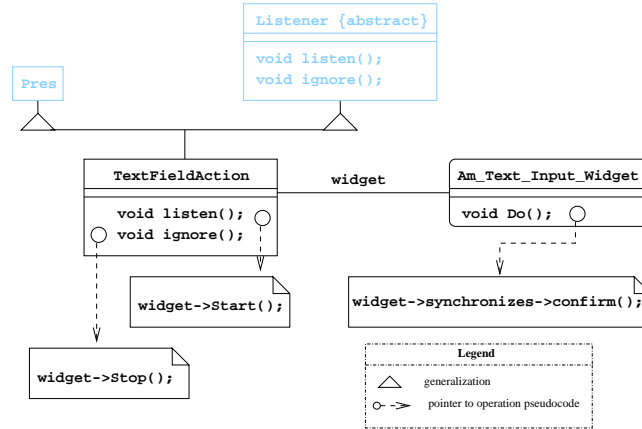 Listener {abstract}
void listen();
void ignore();
Pres
TextFieldAction
void listen();
void ignore();
widget
Am_Text_Input_Widget
void Do();
widget->Start();
widget->synchronizes->confirm();
widget->Stop();
Legend
generalization
pointer to operation pseudocode